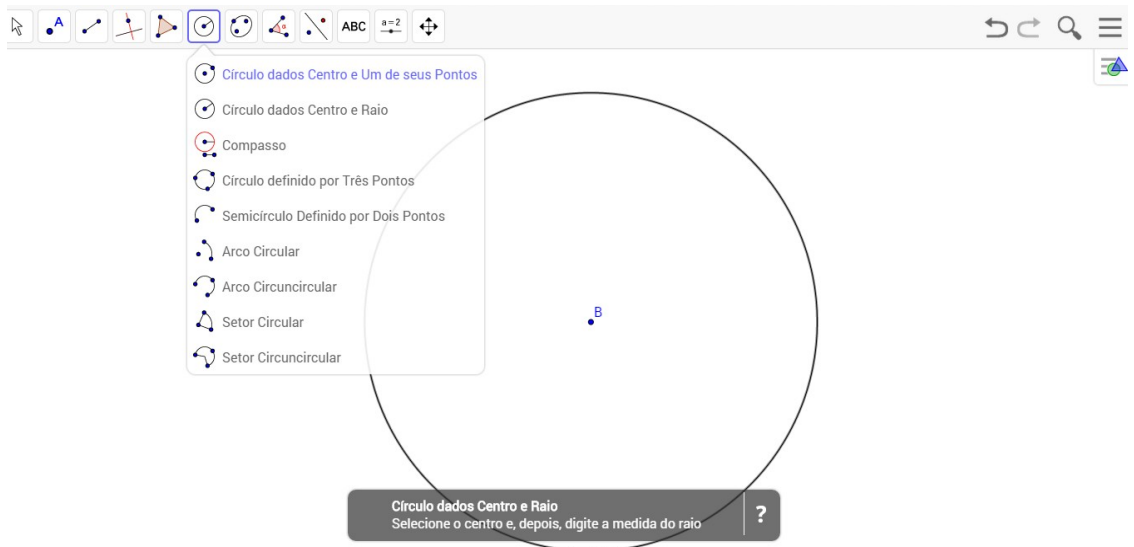 A
ABC
a=2
Círculo dados Centro e Um de seus Pontos
Círculo dados Centro e Raio
Compasso
Círculo definido por Três Pontos
Semicírculo Definido por Dois Pontos
Arco Circular
Arco Circuncircular
Setor Circular
Setor Circuncircular
B
Círculo dados Centro e Raio
Selecione o centro e, depois, digite a medida do raio
?